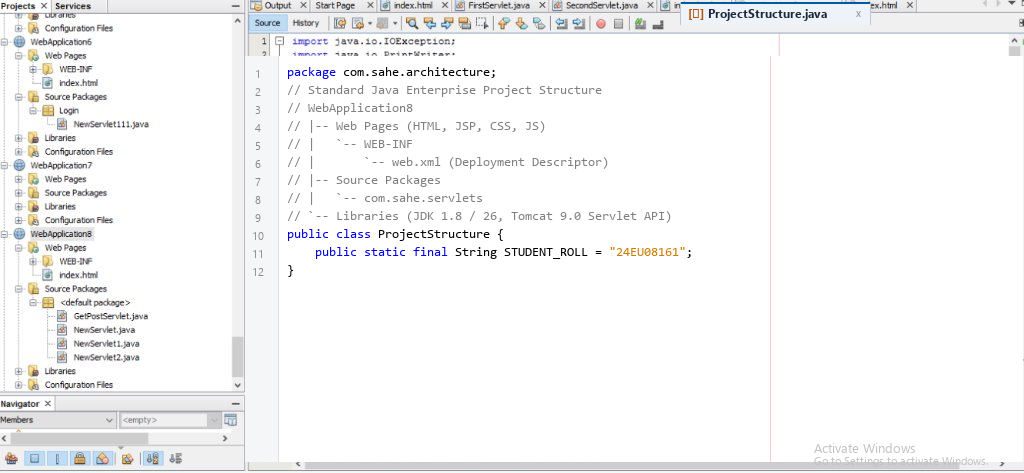 Projects × Services
Libraries
Configuration Files
WebApplication6
Web Pages
WEB-INF
index.html
Source Packages
Login
NewServlet111.java
Libraries
Configuration Files
WebApplication7
Web Pages
Source Packages
Libraries
Configuration Files
WebApplication8
Web Pages
WEB-INF
index.html
Source Packages
<default package>
GetPostServlet.java
NewServlet.java
NewServlet1.java
NewServlet2.java
Libraries
Configuration Files
Navigator ×
Members <empty>
Output × Start Page × index.html × FirstServlet.java × SecondServlet.java × ex.html ×
[] ProjectStructure.java x
Source History
1 import java.io.IOException;
2 import java.io.PrintWriter;
1 package com.sahe.architecture;
2 // Standard Java Enterprise Project Structure
3 // WebApplication8
4 // |-- Web Pages (HTML, JSP, CSS, JS)
5 // |   `-- WEB-INF
6 // |       `-- web.xml (Deployment Descriptor)
7 // |-- Source Packages
8 // |   `-- com.sahe.servlets
9 // `-- Libraries (JDK 1.8 / 26, Tomcat 9.0 Servlet API)
10 public class ProjectStructure {
11     public static final String STUDENT_ROLL = "24EU08161";
12 }
Activate Windows
Go to Settings to activate Windows.